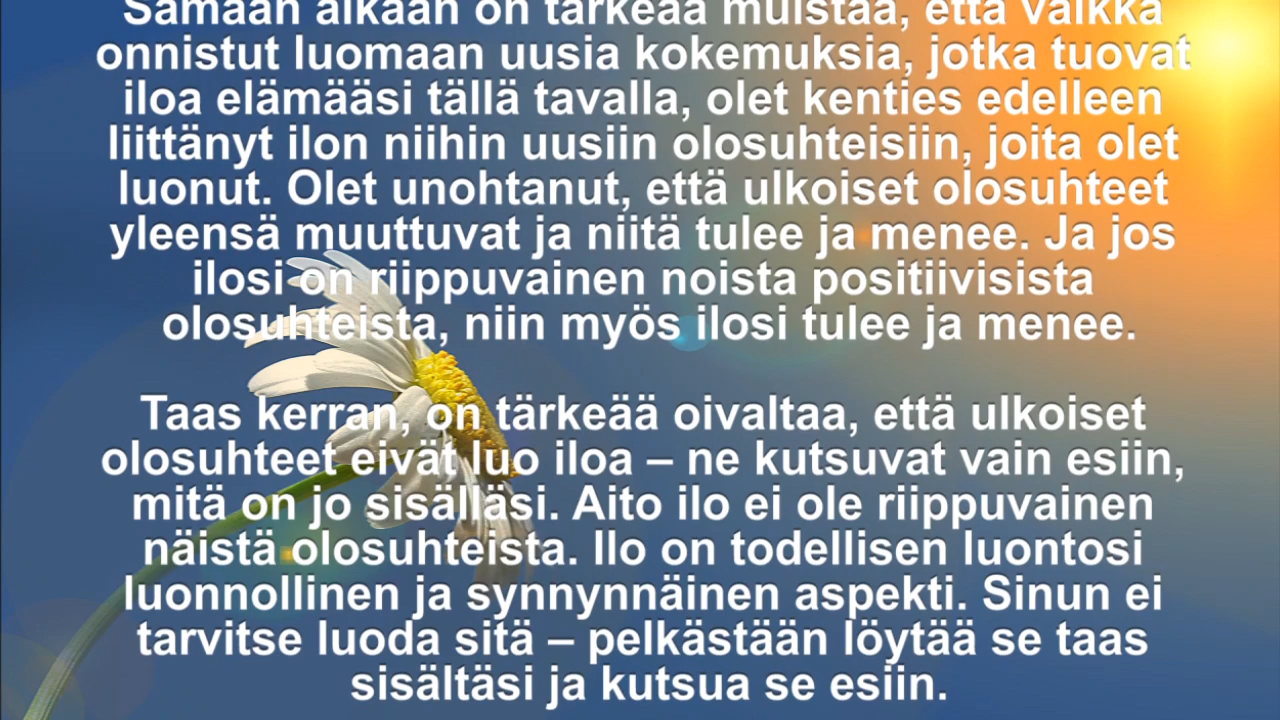 Samaan aikaan on tärkeää muistaa, että vaikka
onnistut luomaan uusia kokemuksia, jotka tuovat
iloa elämääsi tällä tavalla, olet kenties edelleen
liittänyt ilon niihin uusiin olosuhteisiin, joita olet
luonut. Olet unohtanut, että ulkoiset olosuhteet
yleensä muuttuvat ja niitä tulee ja menee. Ja jos
ilosi on riippuvainen noista positiivisista
olosuhteista, niin myös ilosi tulee ja menee.
Taas kerran, on tärkeää oivaltaa, että ulkoiset
olosuhteet eivät luo iloa – ne kutsuvat vain esiin,
mitä on jo sisälläsi. Aito ilo ei ole riippuvainen
näistä olosuhteista. Ilo on todellisen luontosi
luonnollinen ja synnynnäinen aspekti. Sinun ei
tarvitse luoda sitä – pelkästään löytää se taas
sisältäsi ja kutsua se esiin.